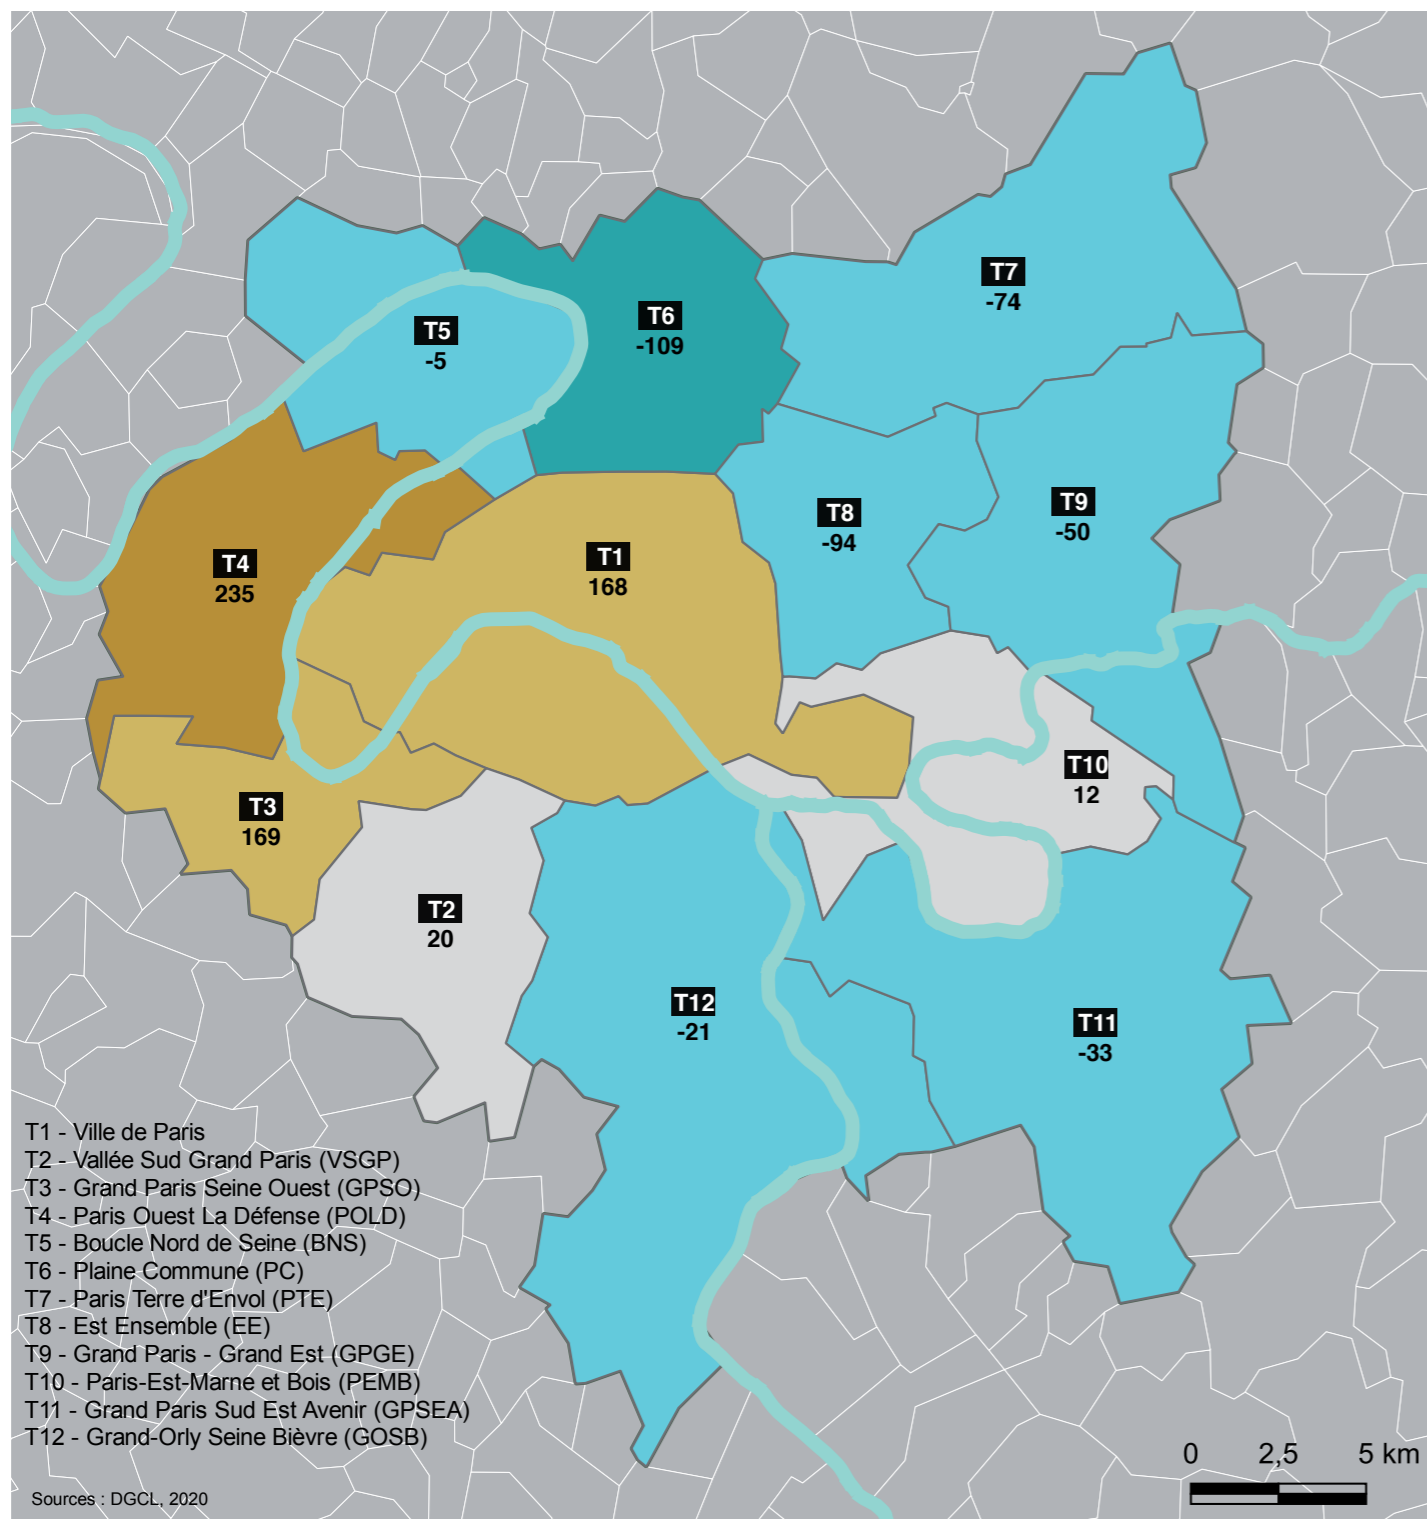 T7
-74
T6
-109
T5
-5
T9
-50
T8
-94
T1
168
T4
235
T10
12
T3
169
T2
20
T12
-21
T11
-33
T1 - Ville de Paris
T2 - Vallée Sud Grand Paris (VSGP)
T3 - Grand Paris Seine Ouest (GPSO)
T4 - Paris Ouest La Défense (POLD)
T5 - Boucle Nord de Seine (BNS)
T6 - Plaine Commune (PC)
T7 - Paris Terre d'Envol (PTE)
T8 - Est Ensemble (EE)
T9 - Grand Paris - Grand Est (GPGE)
T10 - Paris-Est-Marne et Bois (PEMB)
T11 - Grand Paris Sud Est Avenir (GPSEA)
T12 - Grand-Orly Seine Bièvre (GOSB)
0 2,5 5 km
Sources : DGCL, 2020